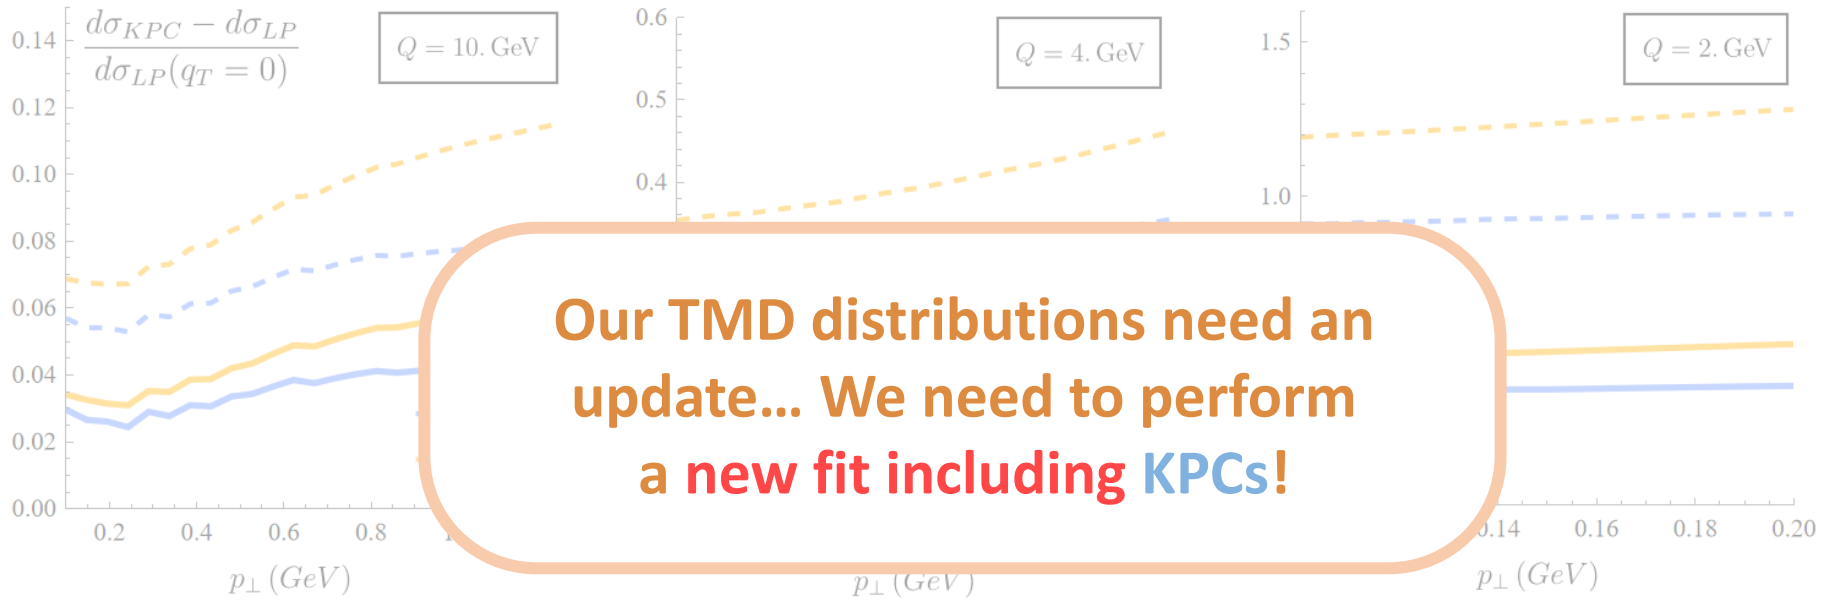 dσ_KPC − dσ_LP
dσ_LP(q_T = 0)
Q = 10. GeV
0.14
0.12
0.10
0.08
0.06
0.04
0.02
0.00
0.2
0.4
0.6
0.8
p⊥ (GeV)
Q = 4. GeV
0.6
0.5
0.4
p⊥ (GeV)
Q = 2. GeV
1.5
1.0
0.14
0.16
0.18
0.20
p⊥ (GeV)
Our TMD distributions need an
update... We need to perform
a new fit including KPCs!